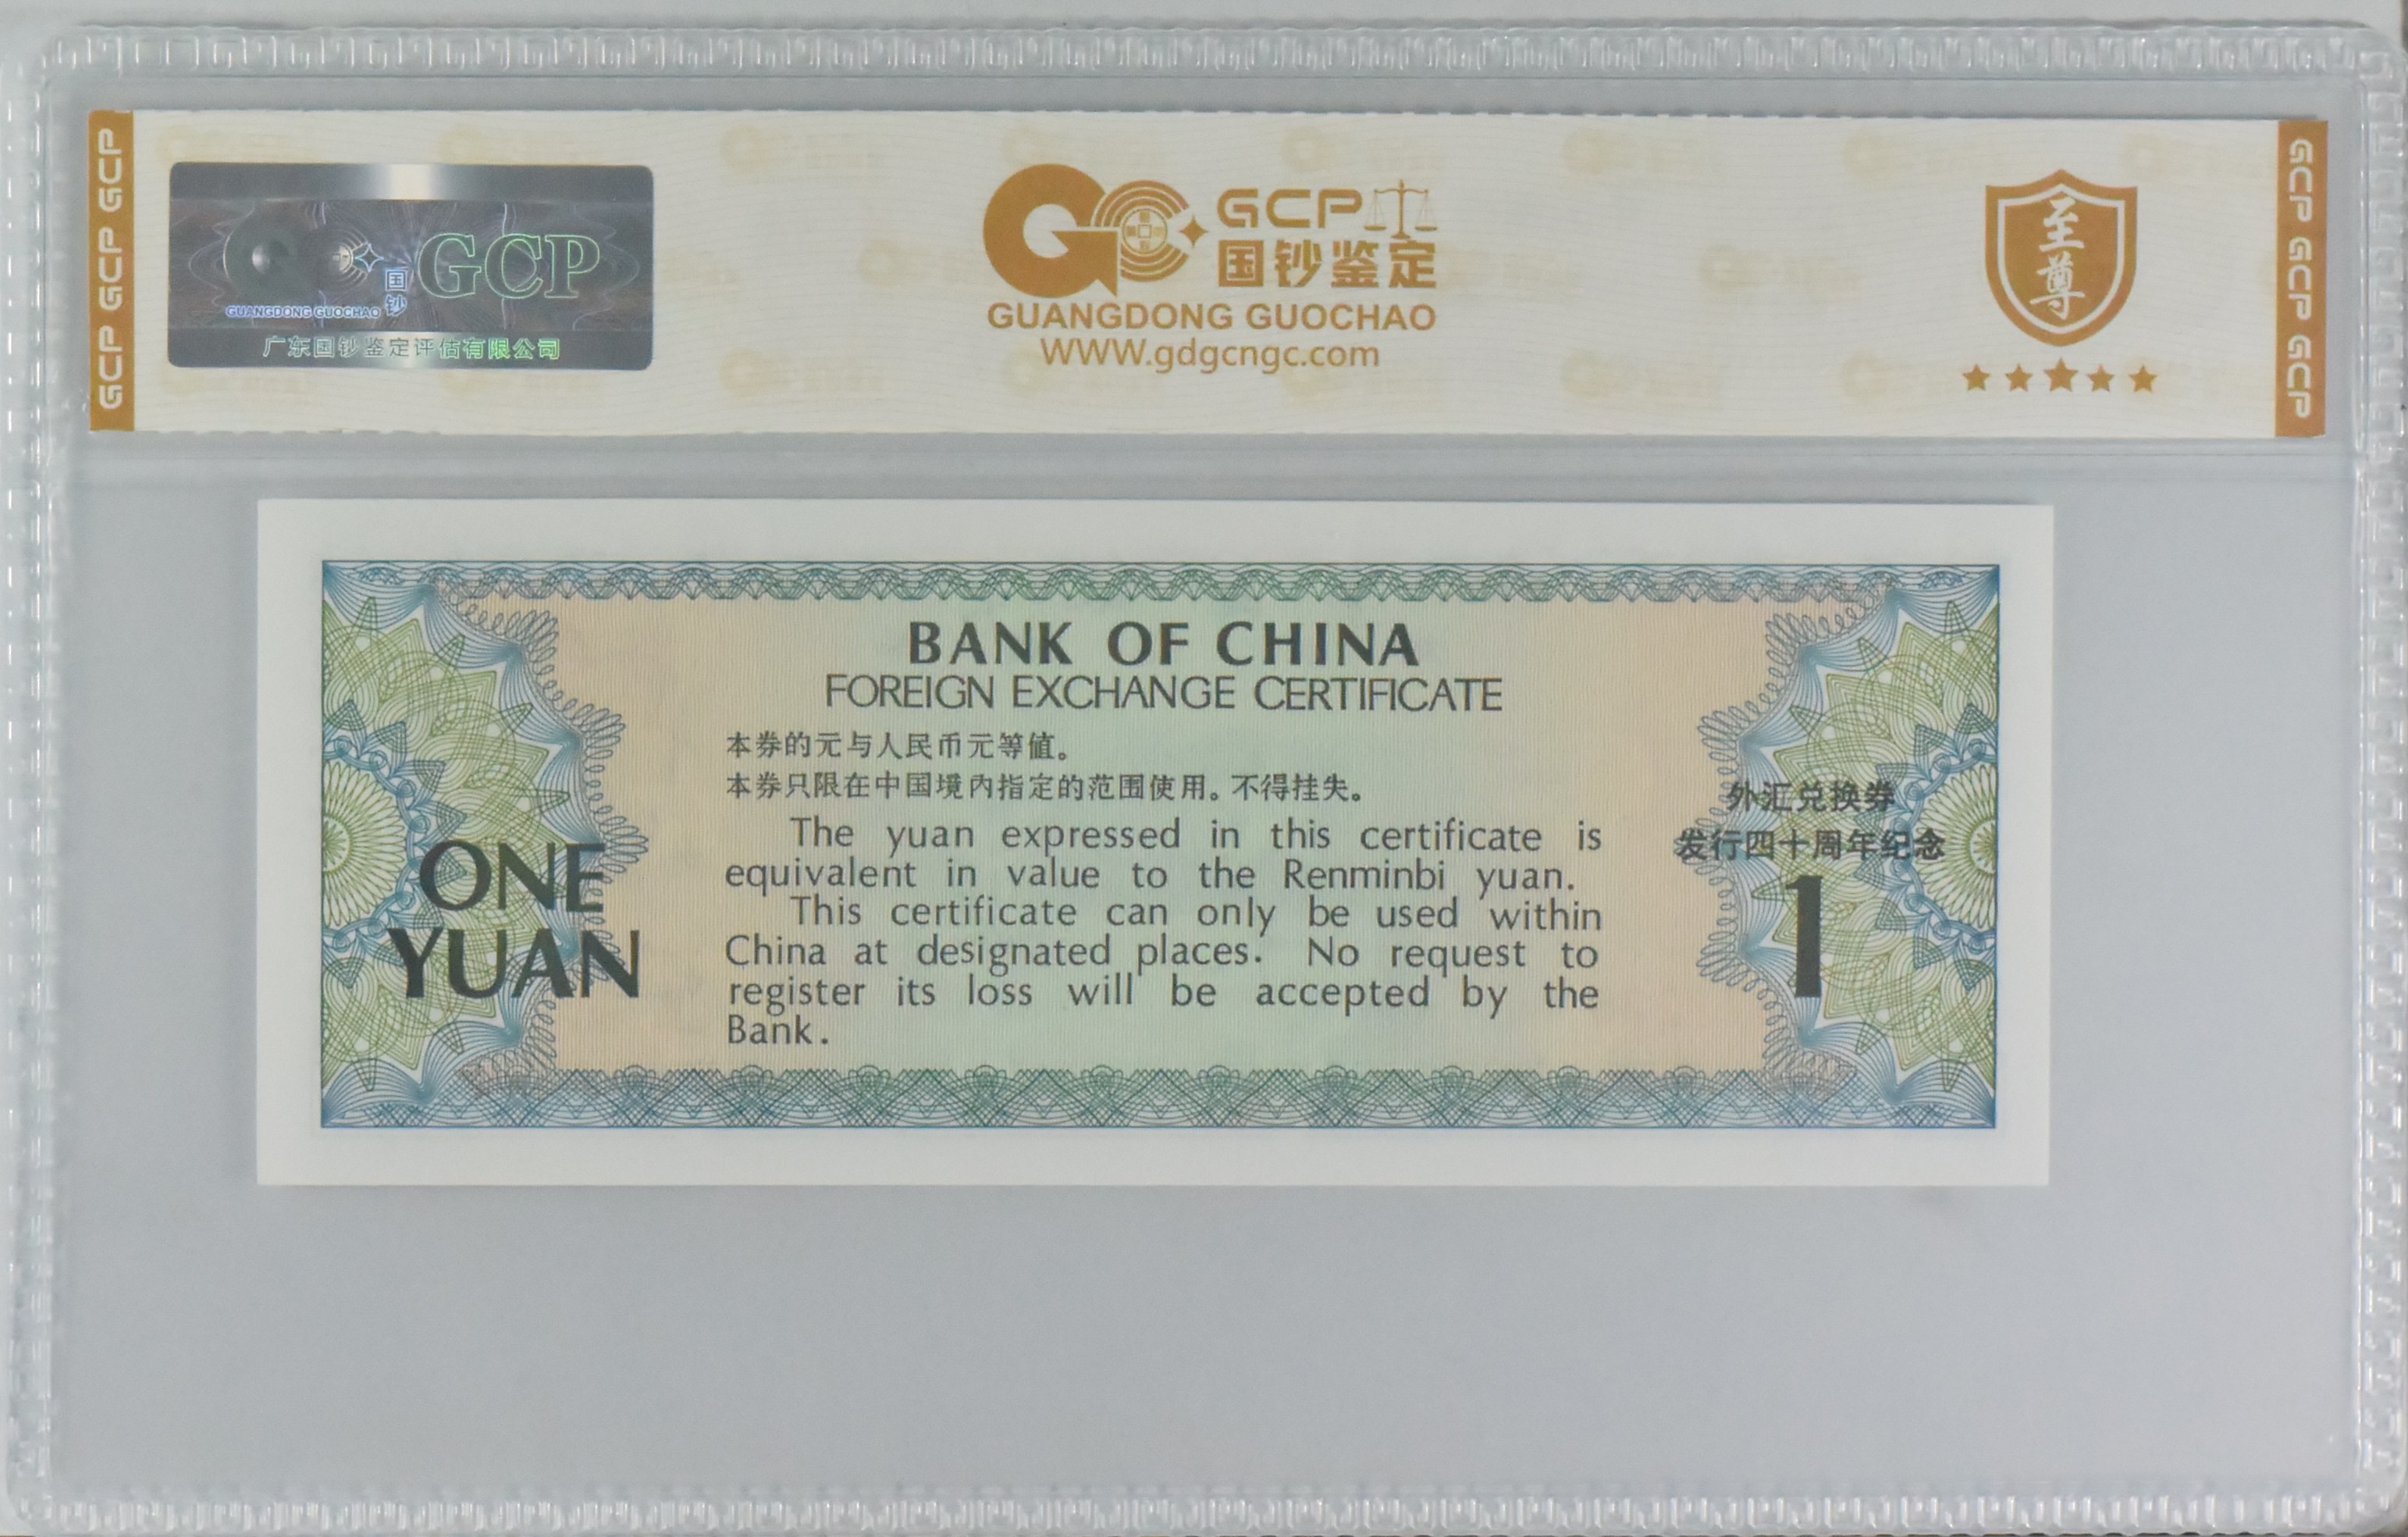 GCP GCP GCP
GCP
国
钞
GUANGDONG GUOCHAO
广东国钞鉴定评估有限公司
GCP
国钞鉴定
GUANGDONG GUOCHAO
WWW.gdgcngc.com
至
尊
GCP GCP GCP
BANK OF CHINA
FOREIGN EXCHANGE CERTIFICATE
本券的元与人民币元等值。
本券只限在中国境内指定的范围使用。不得挂失。
The yuan expressed in this certificate is
equivalent in value to the Renminbi yuan.
This certificate can only be used within
China at designated places. No request to
register its loss will be accepted by the
Bank.
ONE
YUAN
外汇兑换券
发行四十周年纪念
1